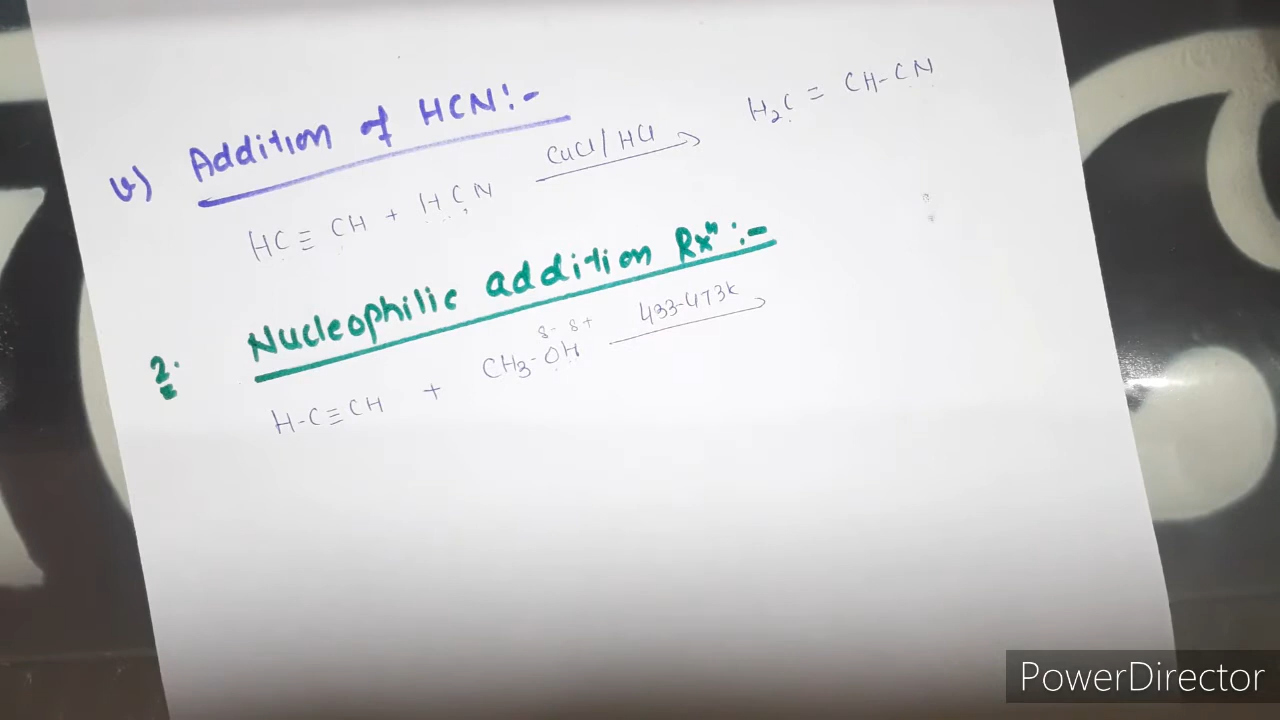 v) Addition of HCN:-
HC ≡ CH + HCN CuCl/HCl → H₂C = CH-CN
2. Nucleophilic addition Rxⁿ:-
H-C≡CH + CH₃-OH δ- δ+ 433-473K →
PowerDirector